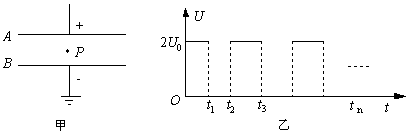 A
B
+
P
-
甲
U
2U₀
O
t₁ t₂ t₃ tₙ t
乙